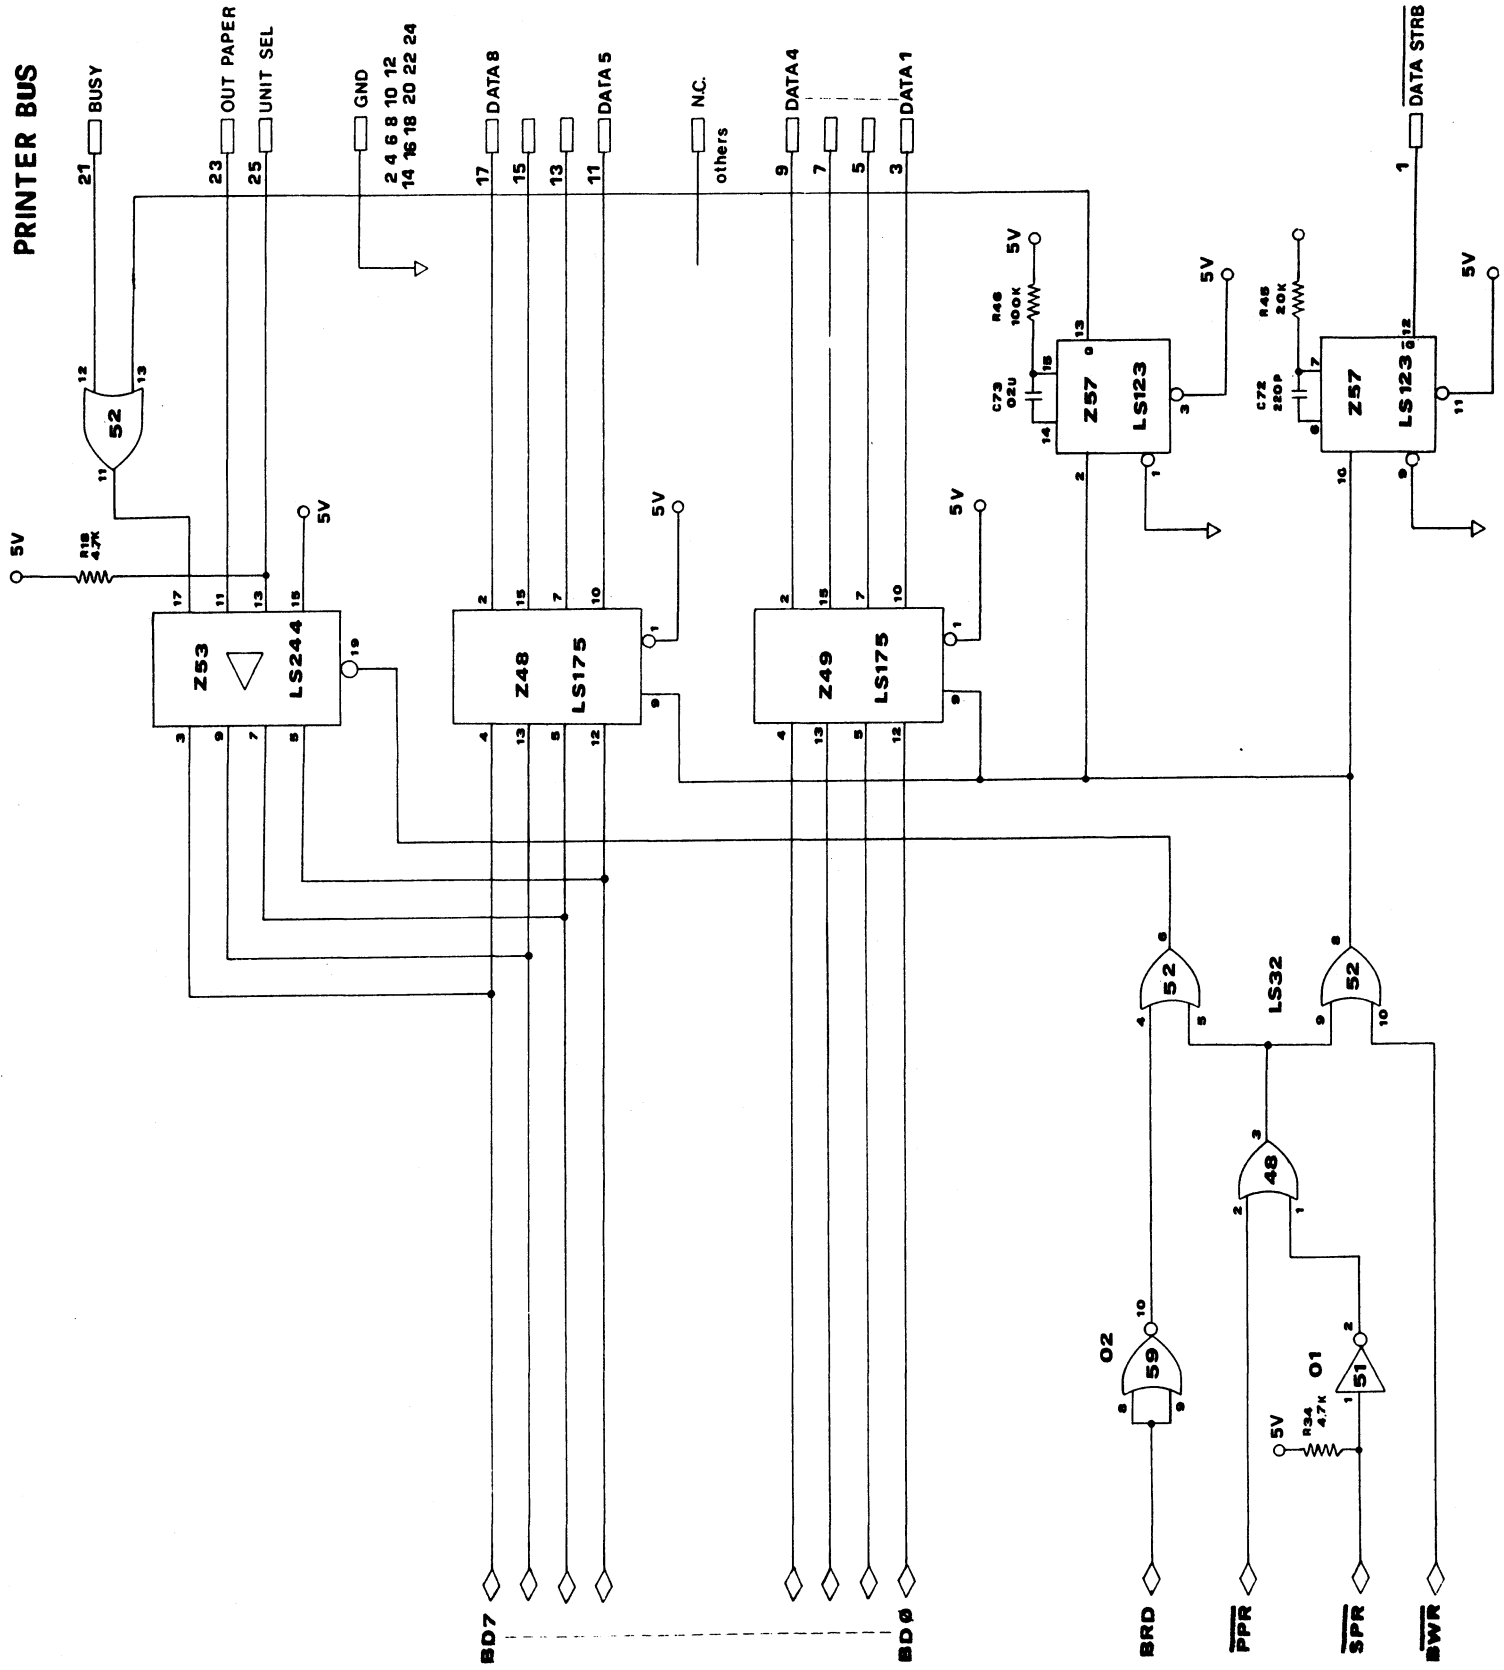 PRINTER BUS
21
BUSY
23
OUT PAPER
25
UNIT SEL
GND
2 4 6 8 10 12
14 16 18 20 22 24
17
DATA 8
15
13
11
DATA 5
N.C.
others
9
DATA 4
7
5
3
DATA 1
1
DATA STRB
12
13
52
11
5V
R18
4.7K
17
11
13
15
5V
Z53
LS244
19
3
9
7
5
2
15
7
10
Z48
LS175
1
5V
9
4
13
5
12
2
15
7
10
Z49
LS175
1
5V
9
4
13
5
12
5V
R46
100K
C73
02U
15
14
13
Q
Z57
LS123
3
5V
2
1
R45
20K
C72
220P
7
6
12
Q
Z57
LS123
11
5V
10
9
6
52
4
5
LS32
8
52
9
10
3
48
2
1
02
10
59
8
9
01
2
51
1
5V
R34
4.7K
BD7
BD0
BRD
PPR
SPR
BWR